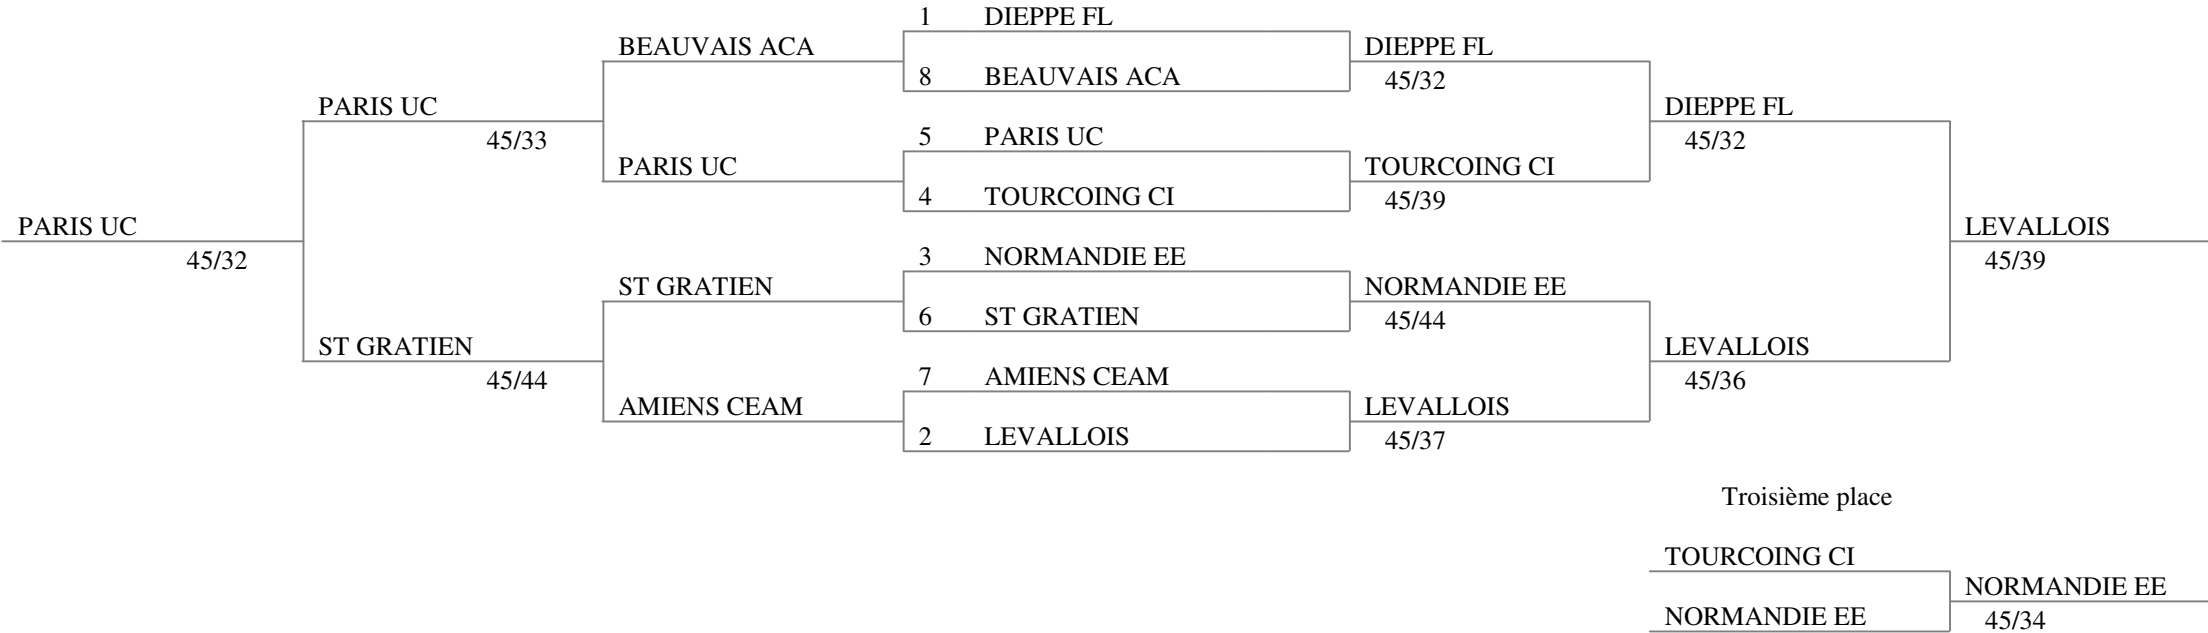 1 DIEPPE FL
BEAUVAIS ACA DIEPPE FL
8 BEAUVAIS ACA 45/32
PARIS UC DIEPPE FL
45/33 5 PARIS UC 45/32
PARIS UC TOURCOING CI
4 TOURCOING CI 45/39
PARIS UC LEVALLOIS
45/32 3 NORMANDIE EE 45/39
ST GRATIEN NORMANDIE EE
6 ST GRATIEN 45/44
ST GRATIEN LEVALLOIS
45/44 7 AMIENS CEAM 45/36
AMIENS CEAM LEVALLOIS
2 LEVALLOIS 45/37
Troisième place
TOURCOING CI
NORMANDIE EE
NORMANDIE EE 45/34